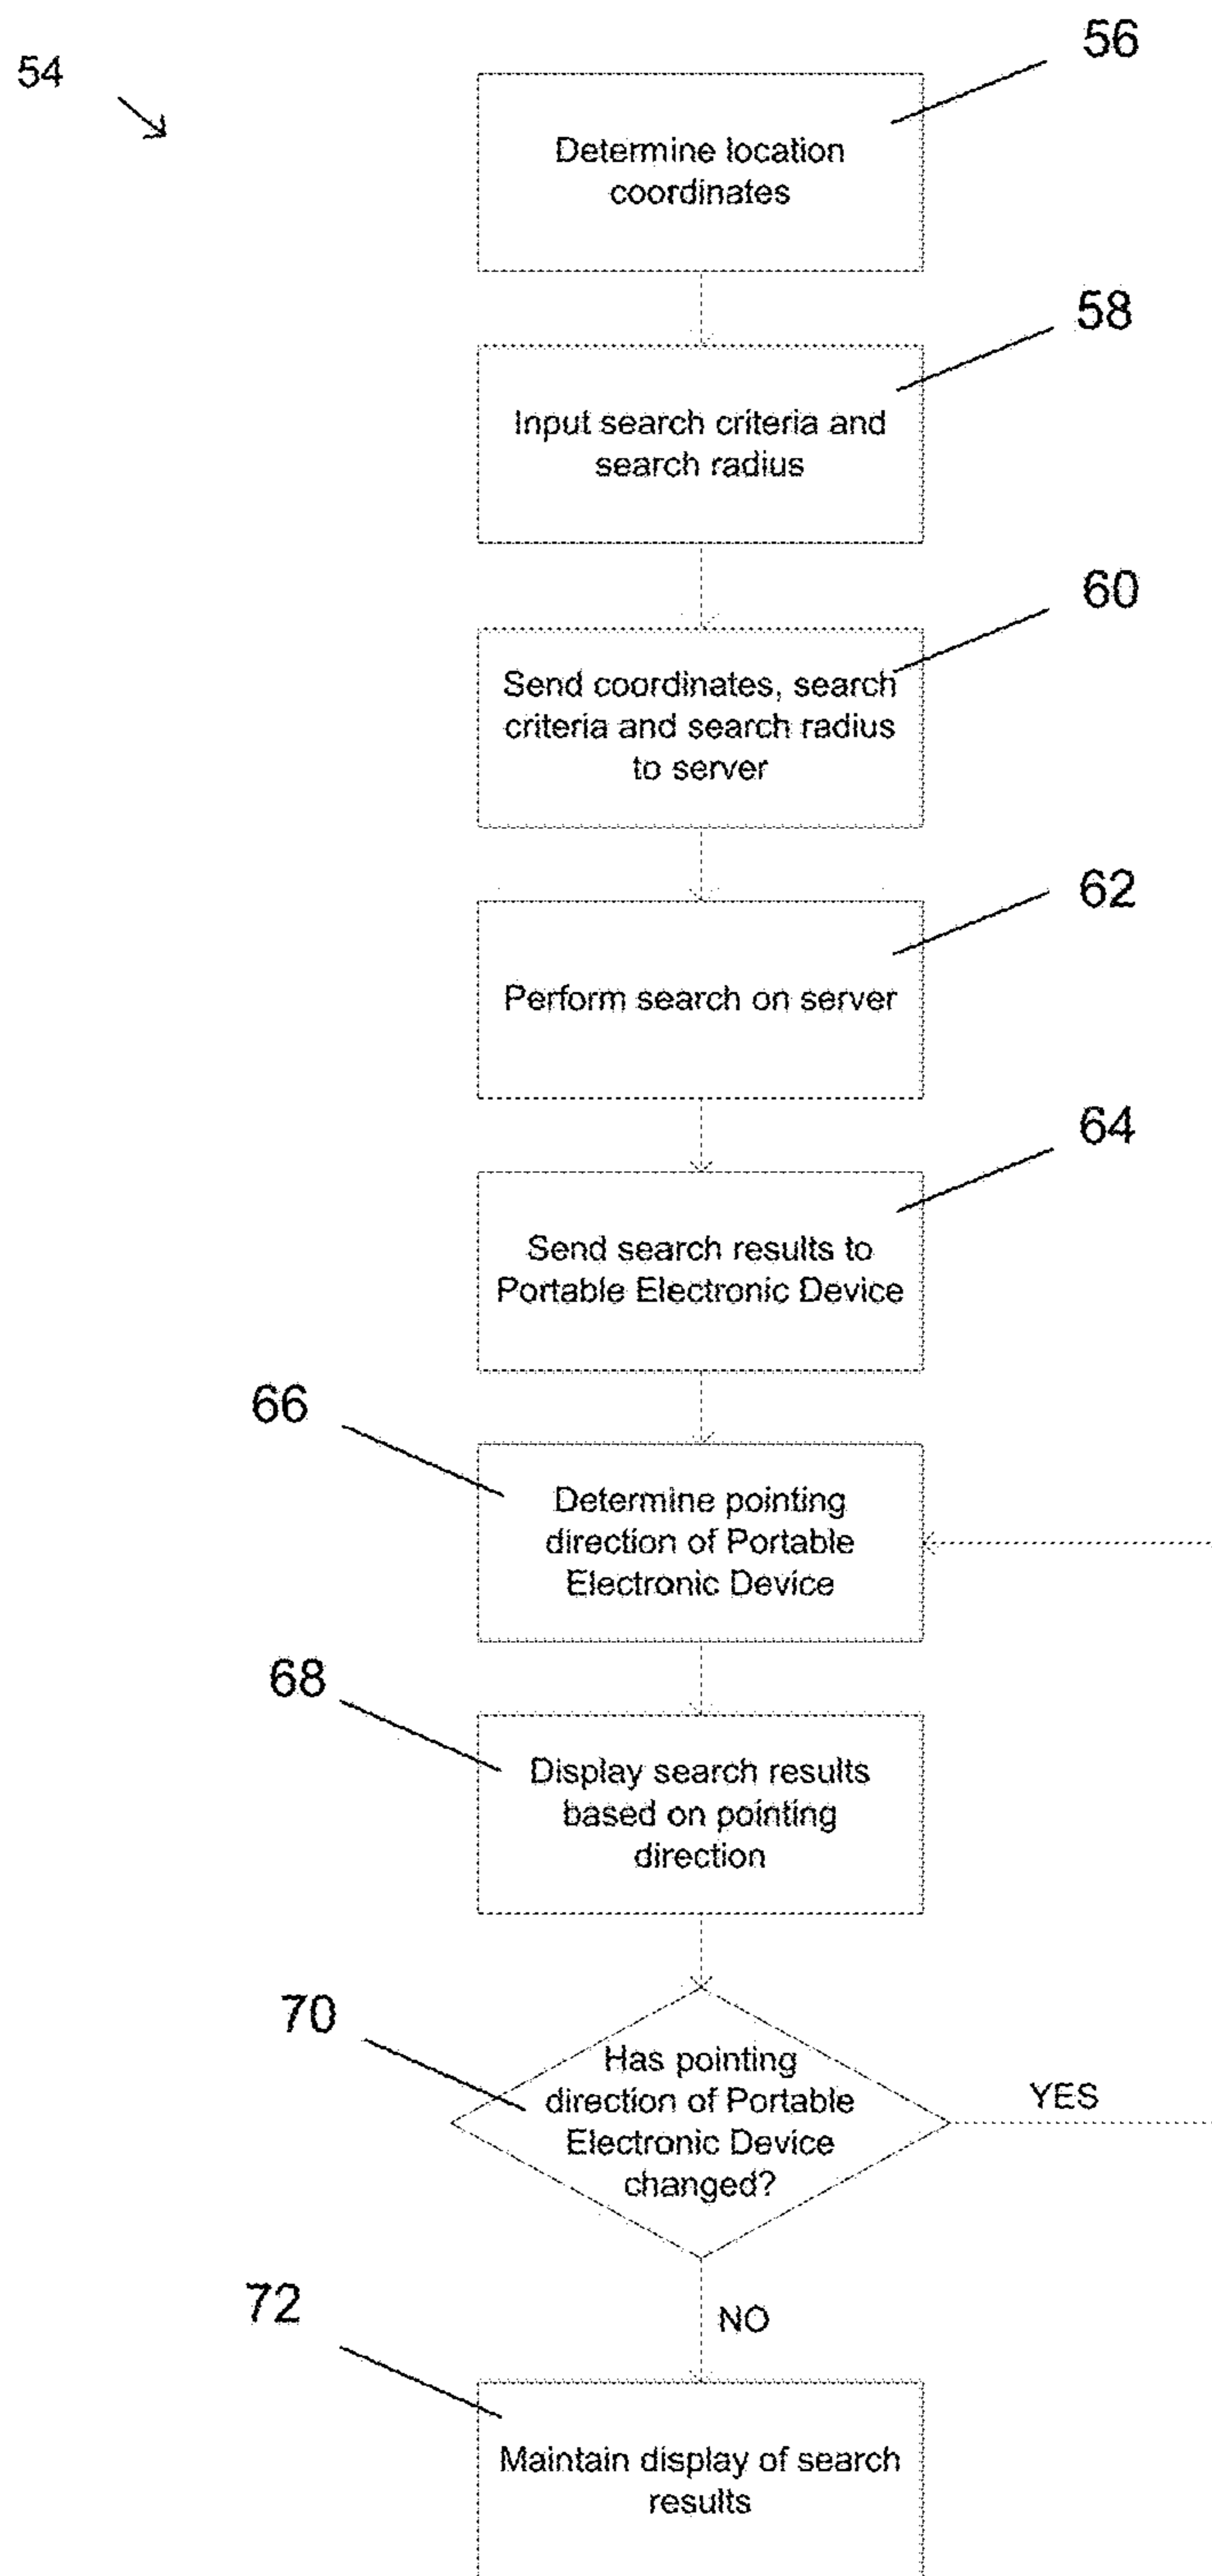 54
56
Determine location
coordinates
58
Input search criteria and
search radius
60
Send coordinates, search
criteria and search radius
to server
62
Perform search on server
64
Send search results to
Portable Electronic Device
66
Determine pointing
direction of Portable
Electronic Device
68
Display search results
based on pointing
direction
70
Has pointing
direction of Portable
Electronic Device
changed?
YES
NO
72
Maintain display of search
results